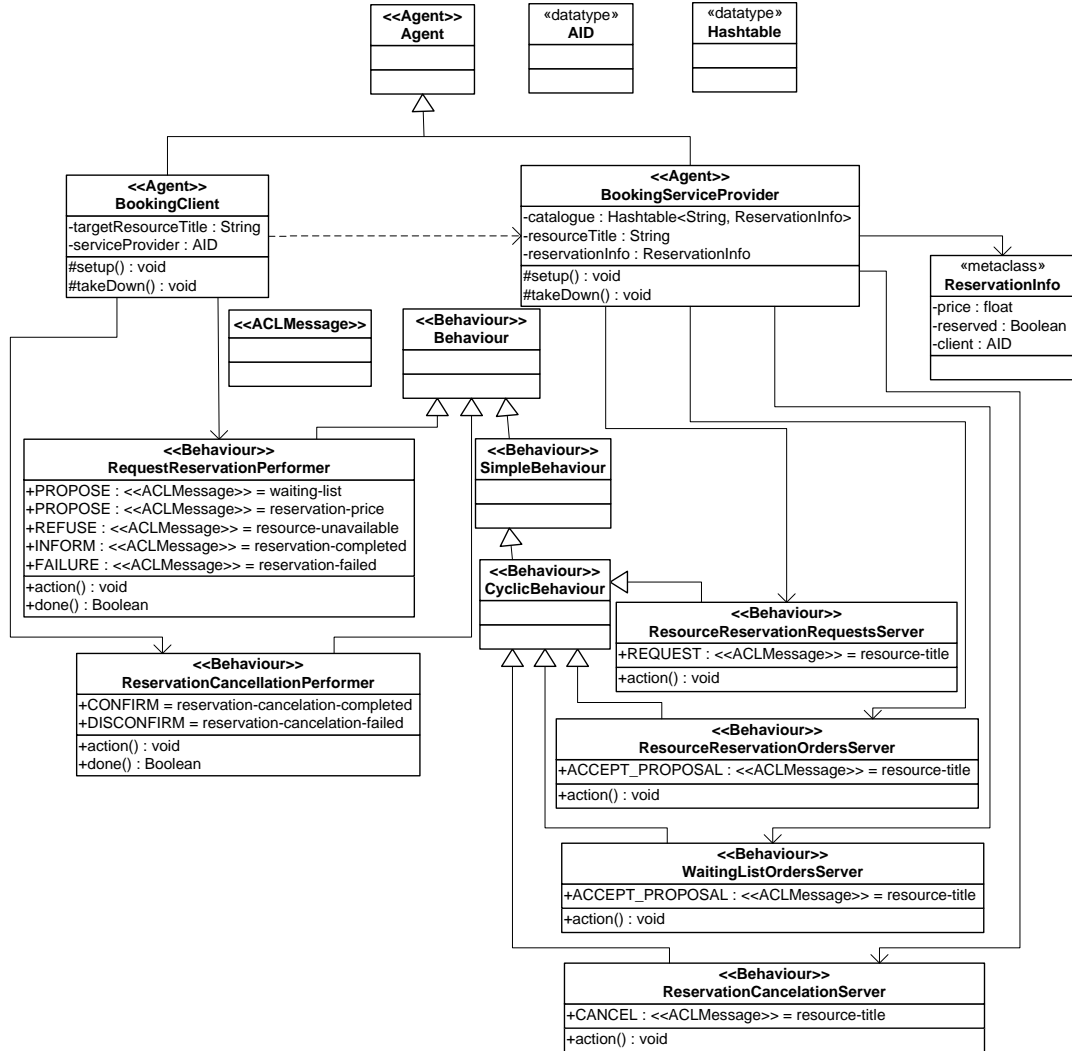 <<Agent>>
Agent
«datatype»
AID
«datatype»
Hashtable
<<Agent>>
BookingClient
-targetResourceTitle : String
-serviceProvider : AID
#setup() : void
#takeDown() : void
<<Agent>>
BookingServiceProvider
-catalogue : Hashtable<String, ReservationInfo>
-resourceTitle : String
-reservationInfo : ReservationInfo
#setup() : void
#takeDown() : void
«metaclass»
ReservationInfo
-price : float
-reserved : Boolean
-client : AID
<<ACLMessage>>
<<Behaviour>>
Behaviour
<<Behaviour>>
RequestReservationPerformer
+PROPOSE : <<ACLMessage>> = waiting-list
+PROPOSE : <<ACLMessage>> = reservation-price
+REFUSE : <<ACLMessage>> = resource-unavailable
+INFORM : <<ACLMessage>> = reservation-completed
+FAILURE : <<ACLMessage>> = reservation-failed
+action() : void
+done() : Boolean
<<Behaviour>>
SimpleBehaviour
<<Behaviour>>
CyclicBehaviour
<<Behaviour>>
ResourceReservationRequestsServer
+REQUEST : <<ACLMessage>> = resource-title
+action() : void
<<Behaviour>>
ReservationCancellationPerformer
+CONFIRM = reservation-cancelation-completed
+DISCONFIRM = reservation-cancelation-failed
+action() : void
+done() : Boolean
<<Behaviour>>
ResourceReservationOrdersServer
+ACCEPT_PROPOSAL : <<ACLMessage>> = resource-title
+action() : void
<<Behaviour>>
WaitingListOrdersServer
+ACCEPT_PROPOSAL : <<ACLMessage>> = resource-title
+action() : void
<<Behaviour>>
ReservationCancelationServer
+CANCEL : <<ACLMessage>> = resource-title
+action() : void